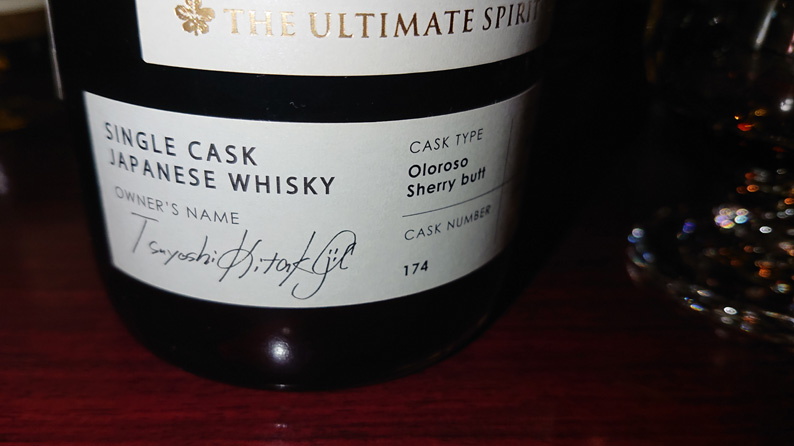 THE ULTIMATE SPIRIT
SINGLE CASK
JAPANESE WHISKY
OWNER'S NAME
Tsuyoshi
CASK TYPE
Oloroso
Sherry butt
CASK NUMBER
174